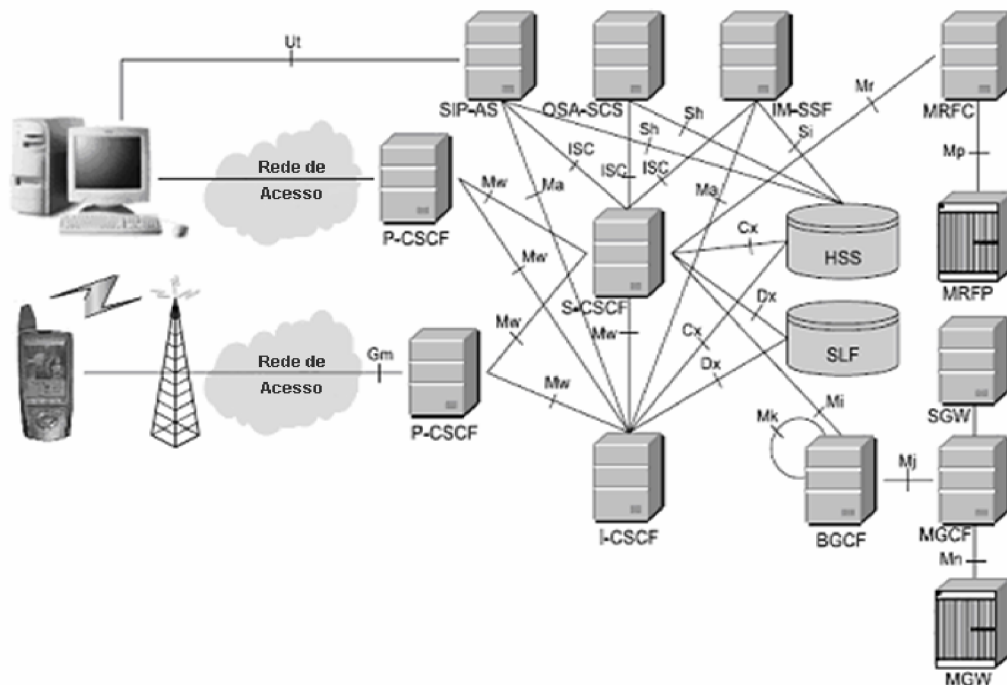 Ut
SIP-AS
OSA-SCS
IM-SSF
MRFC
Mr
Sh
Sh
Si
ISC
ISC
ISC
Mp
Rede de
Acesso
P-CSCF
Mw
Ma
Ma
Mw
Cx
HSS
MRFP
S-CSCF
Dx
Mw
Mw
Cx
SLF
Rede de
Acesso
Gm
P-CSCF
Mw
Dx
SGW
Mi
Mk
Mj
I-CSCF
BGCF
MGCF
Mn
MGW